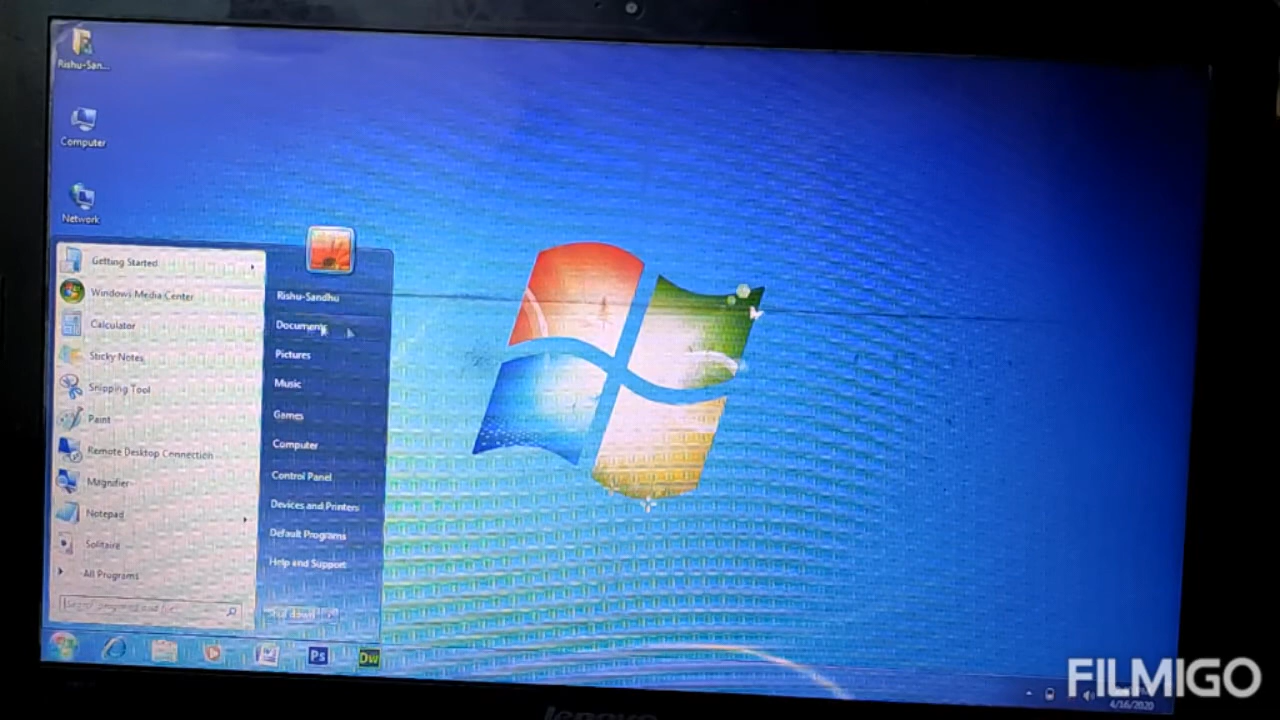 Rishu-San...
Computer
Network
Getting Started
Windows Media Center
Calculator
Sticky Notes
Snipping Tool
Paint
Remote Desktop Connection
Magnifier
Notepad
Solitaire
All Programs
Rishu-Sandhu
Documents
Pictures
Music
Games
Computer
Control Panel
Devices and Printers
Default Programs
Help and Support
Ps
Dw
4/16/2020
FILMIGO
lenovo